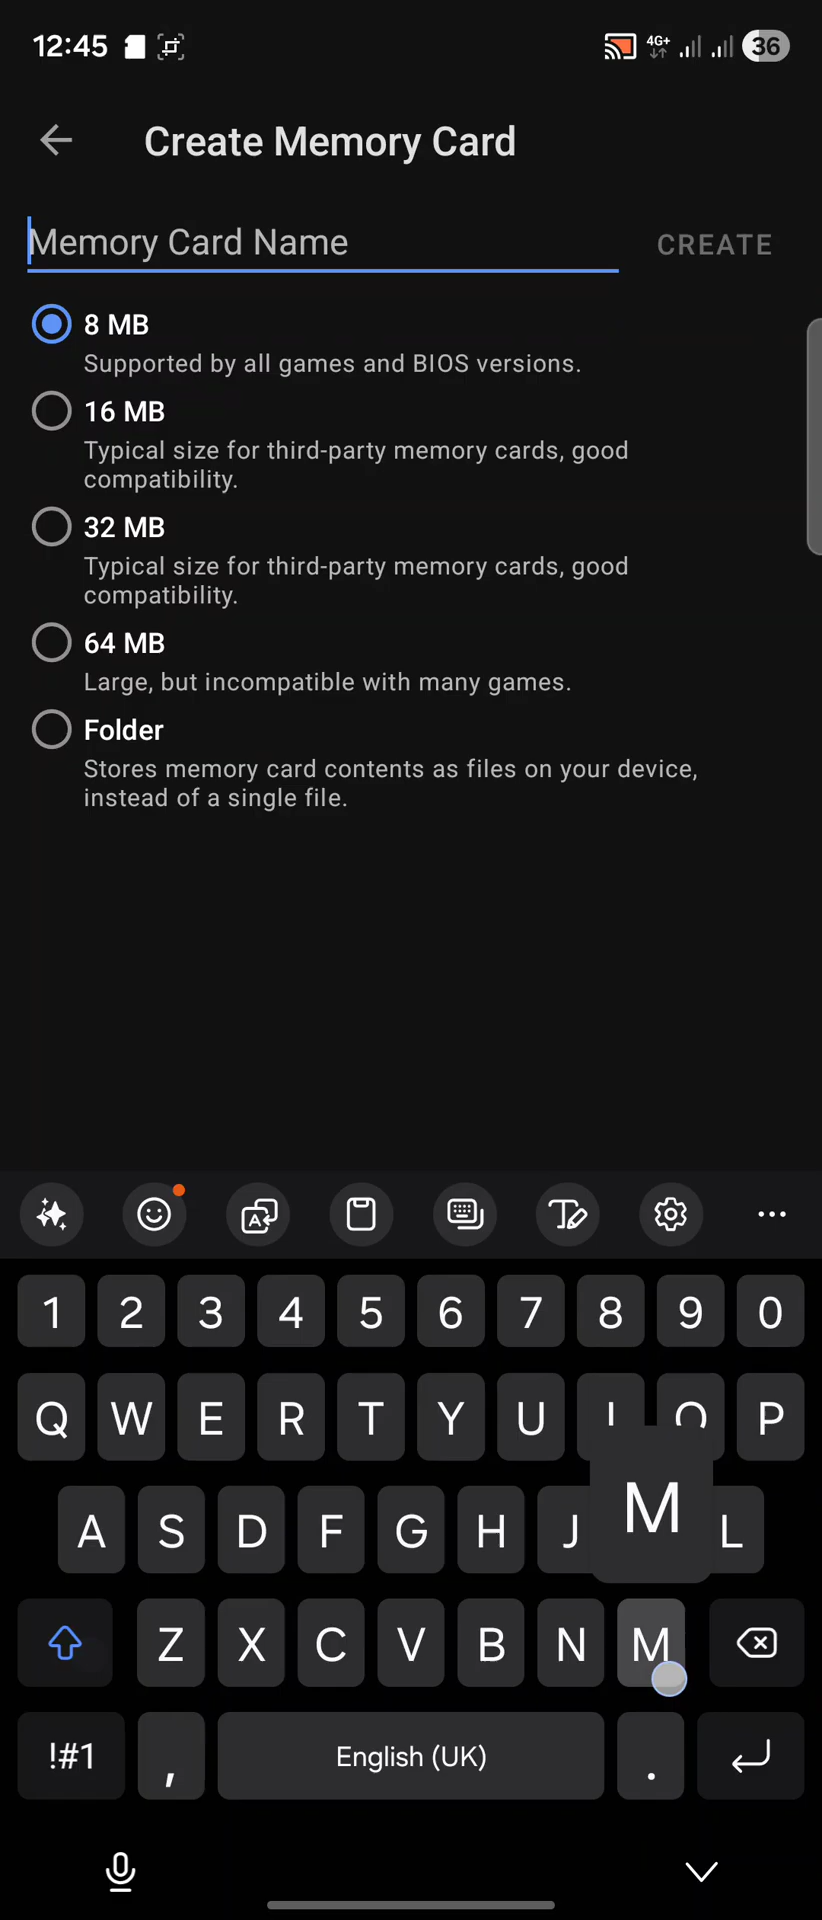 12:45
4G+
36
Create Memory Card
Memory Card Name
CREATE
8 MB
Supported by all games and BIOS versions.
16 MB
Typical size for third-party memory cards, good
compatibility.
32 MB
Typical size for third-party memory cards, good
compatibility.
64 MB
Large, but incompatible with many games.
Folder
Stores memory card contents as files on your device,
instead of a single file.
1 2 3 4 5 6 7 8 9 0
Q W E R T Y U I O P
M
A S D F G H J L
Z X C V B N M
!#1 , English (UK) .